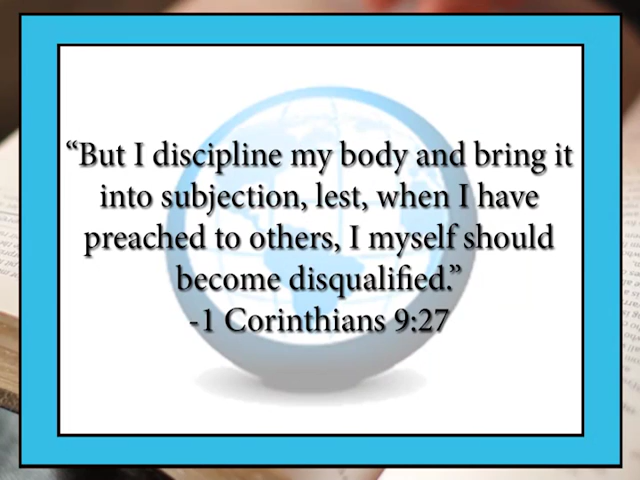 “But I discipline my body and bring it
into subjection, lest, when I have
preached to others, I myself should
become disqualified.”
-1 Corinthians 9:27